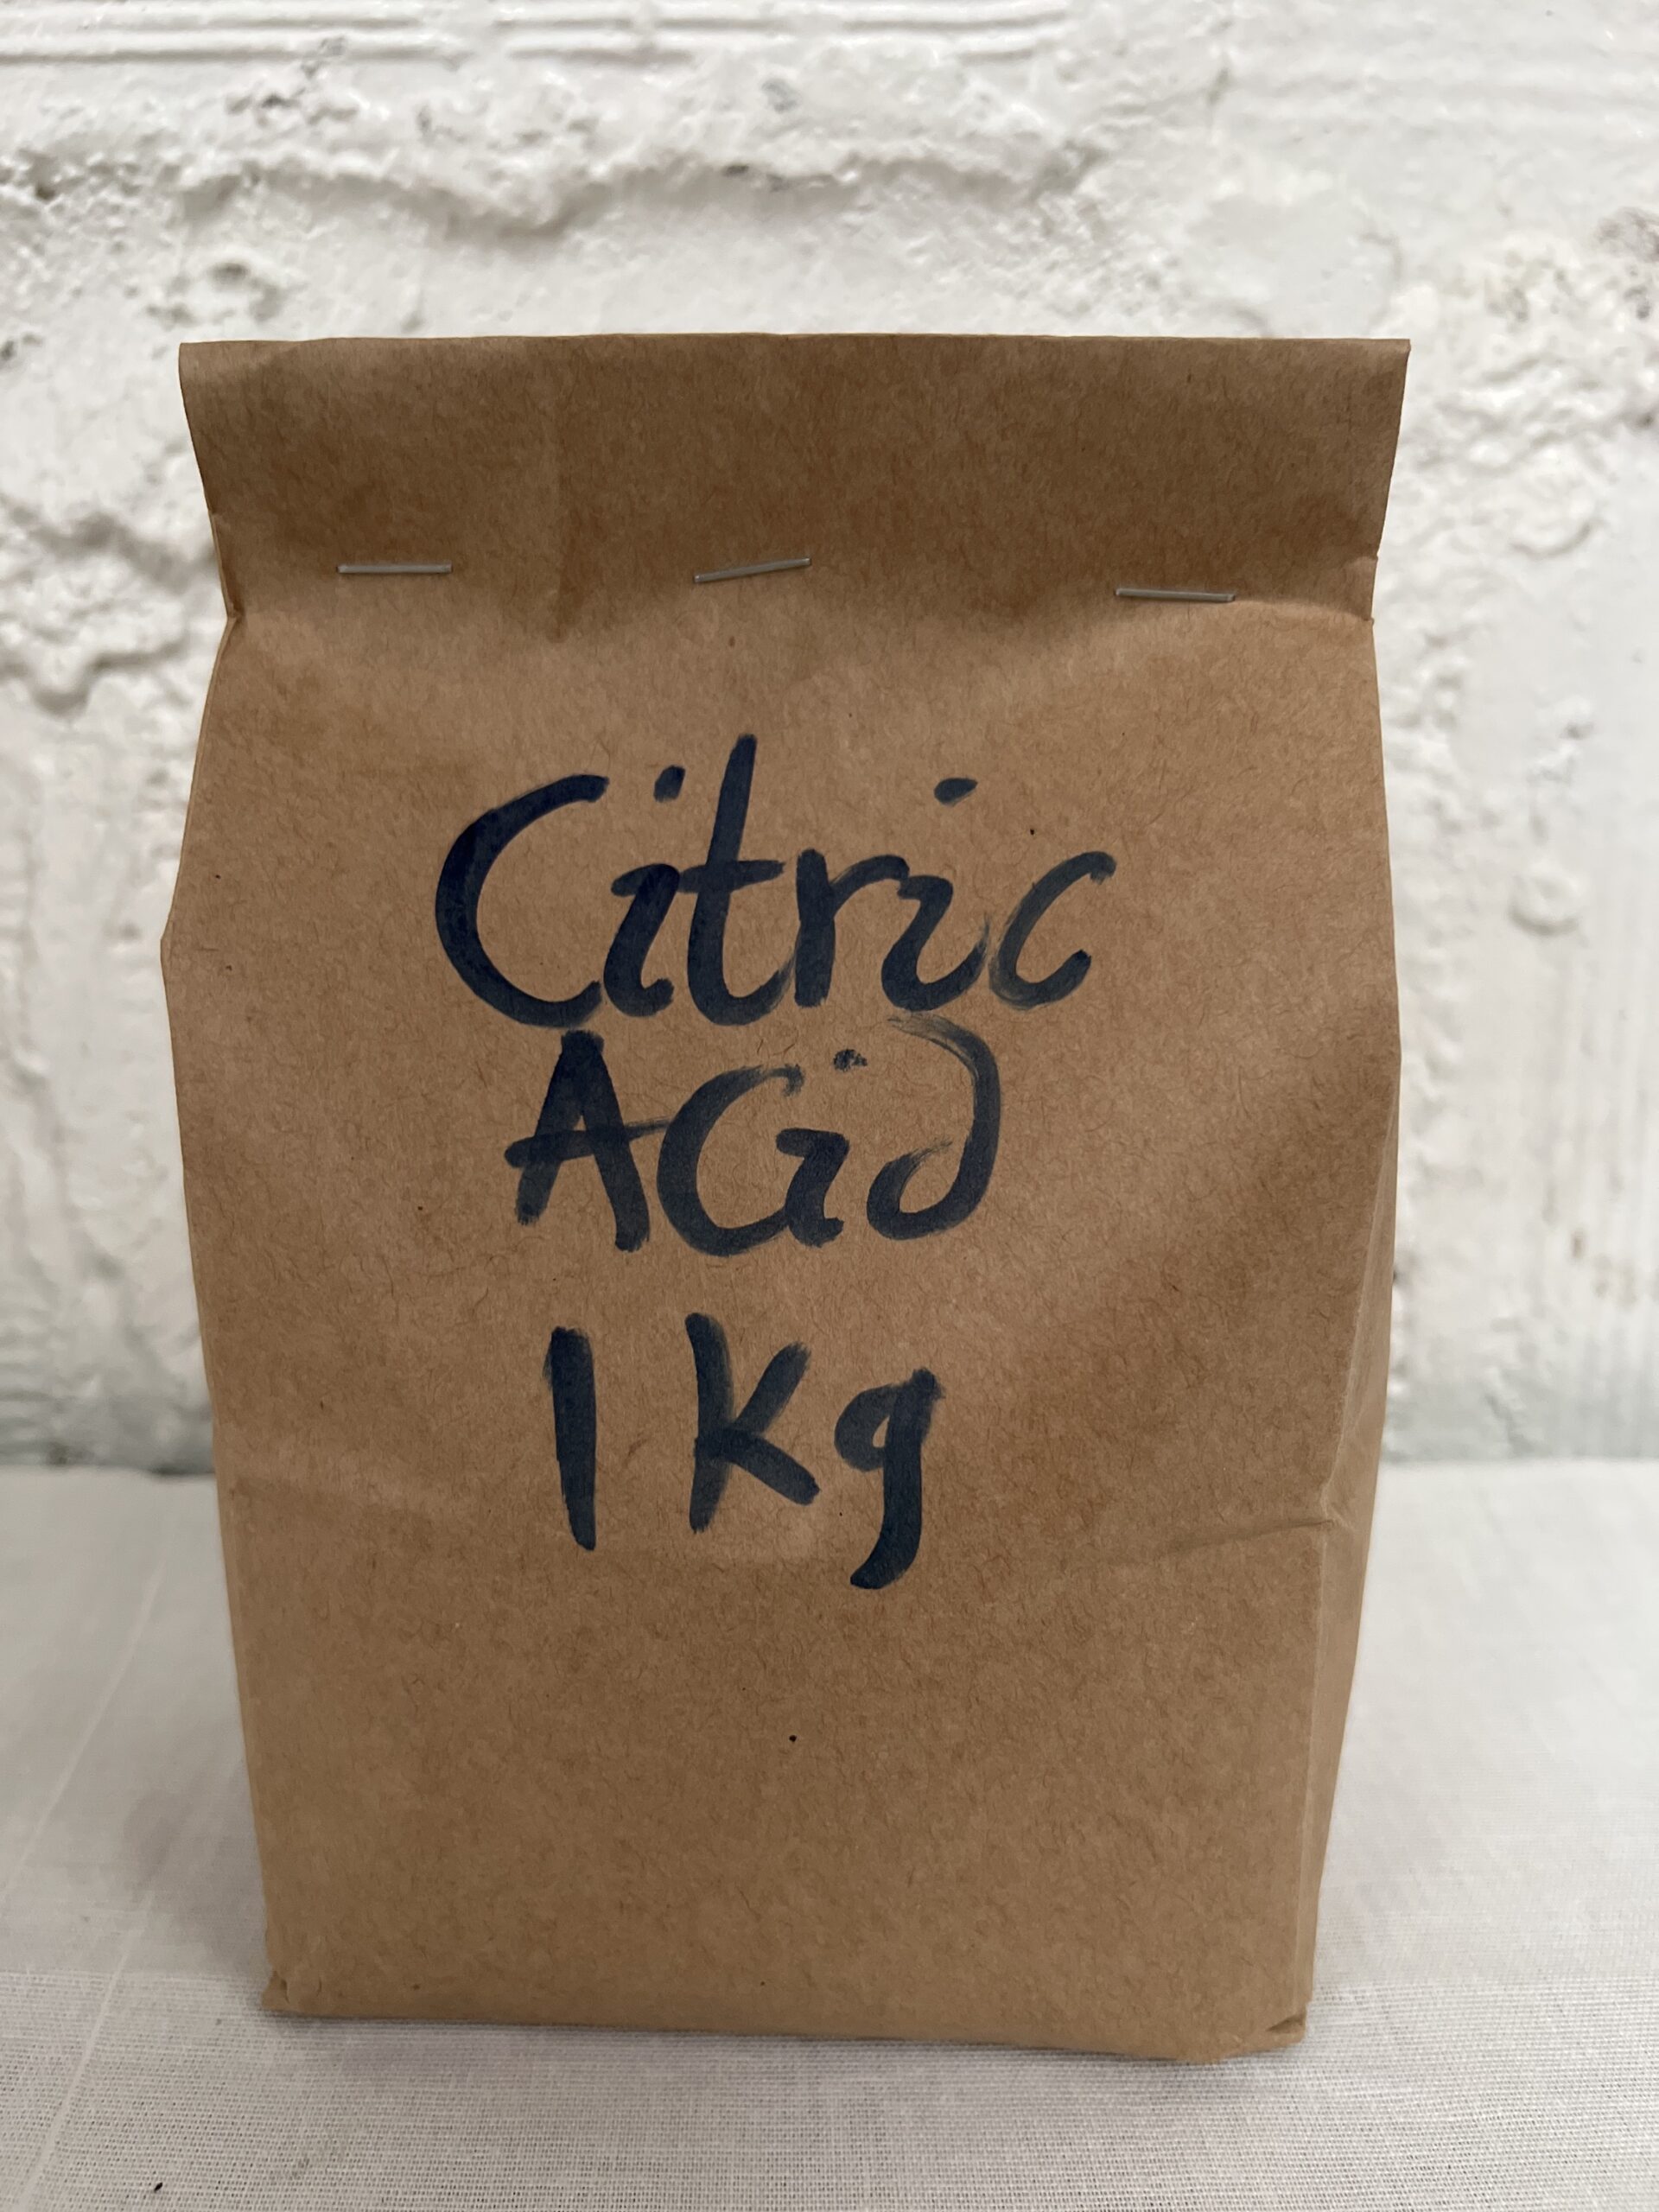 Citric
Acid
1 Kg